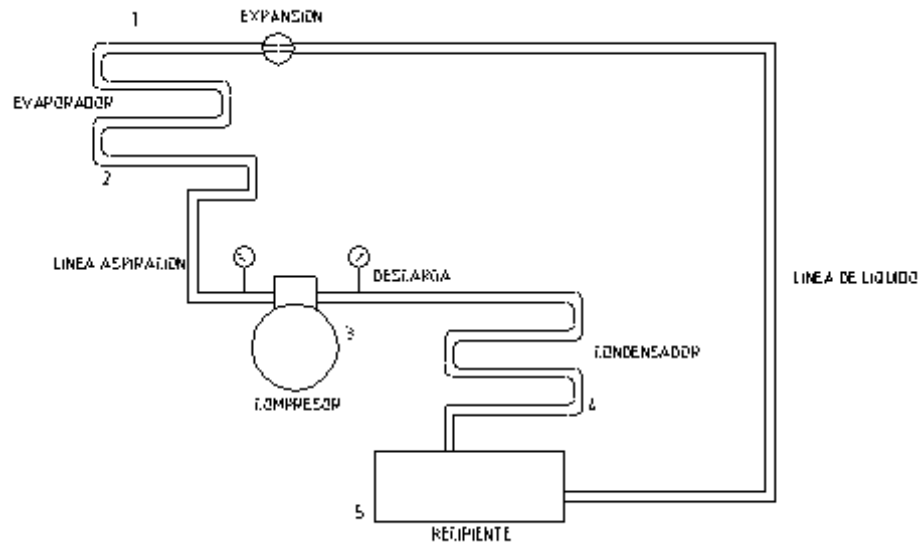 1
EXPANSION
EVAPORADOR
2
LINEA ASPIRACION
DESCARGA
LINEA DE LIQUIDO
3
CONDENSADOR
COMPRESOR
4
5
RECIPIENTE